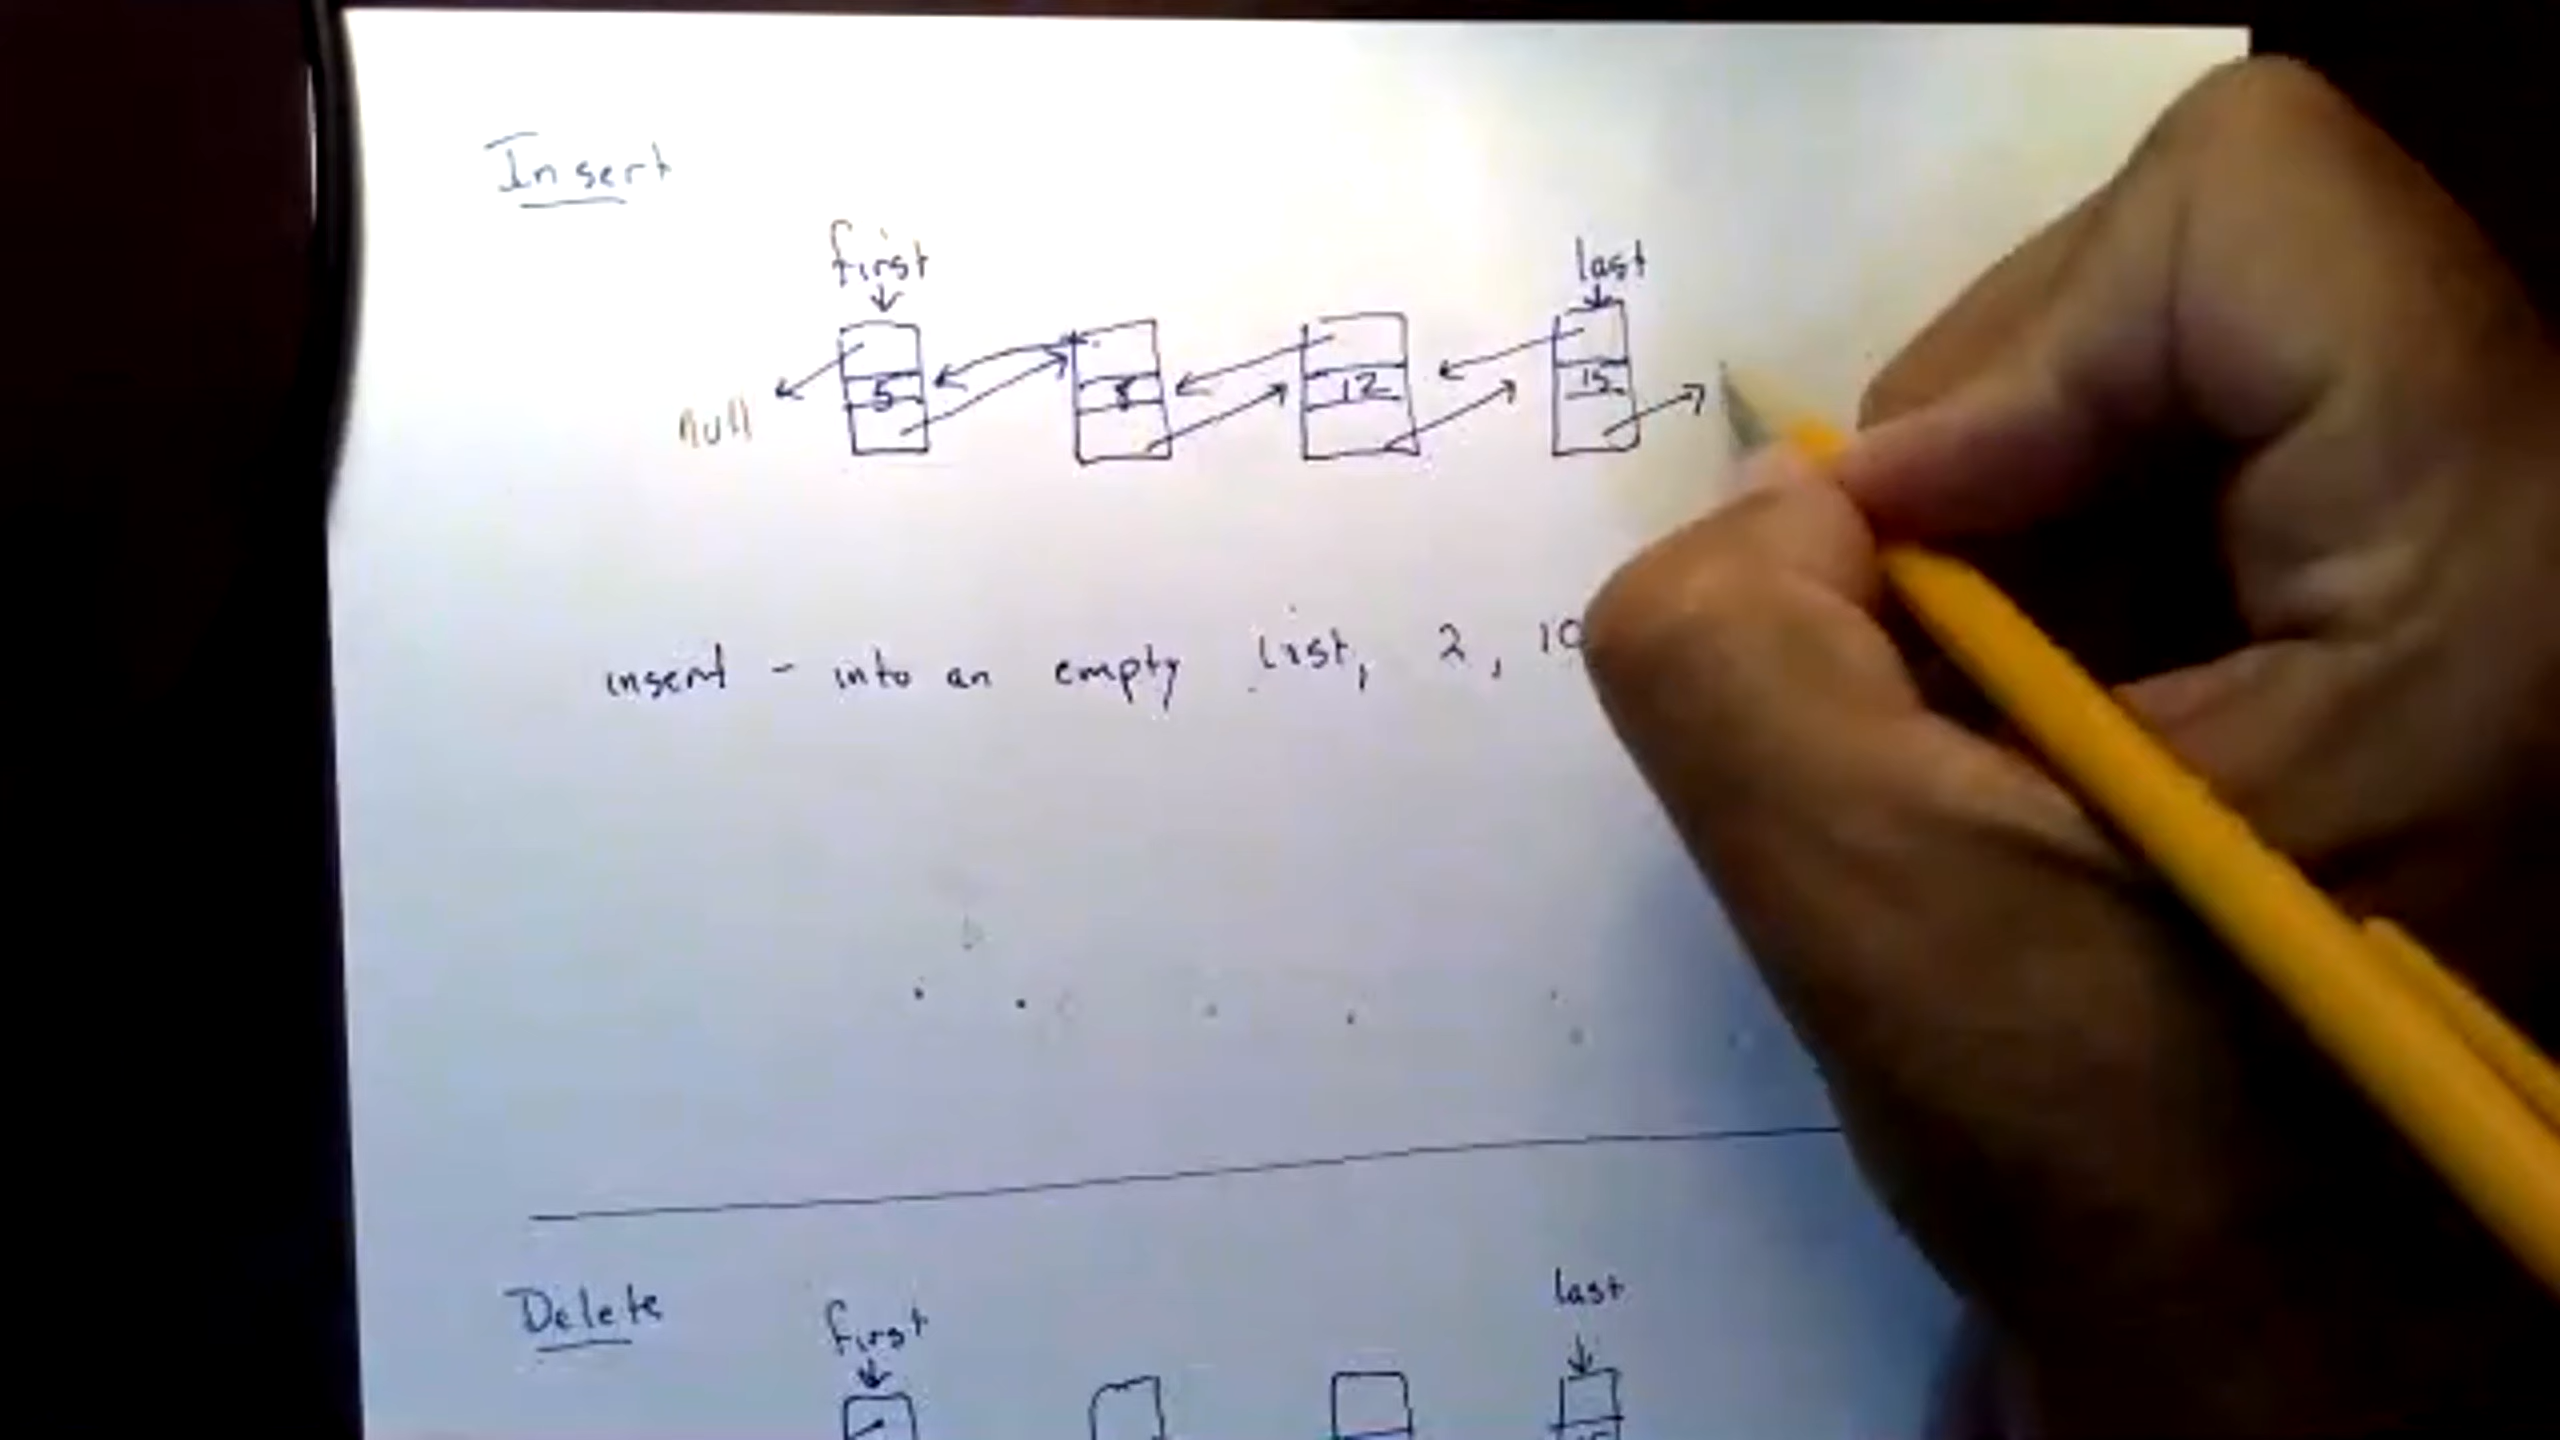 Insert
first last
5 8 12 15
null
insert - into an empty list, 2, 10
Delete
first last